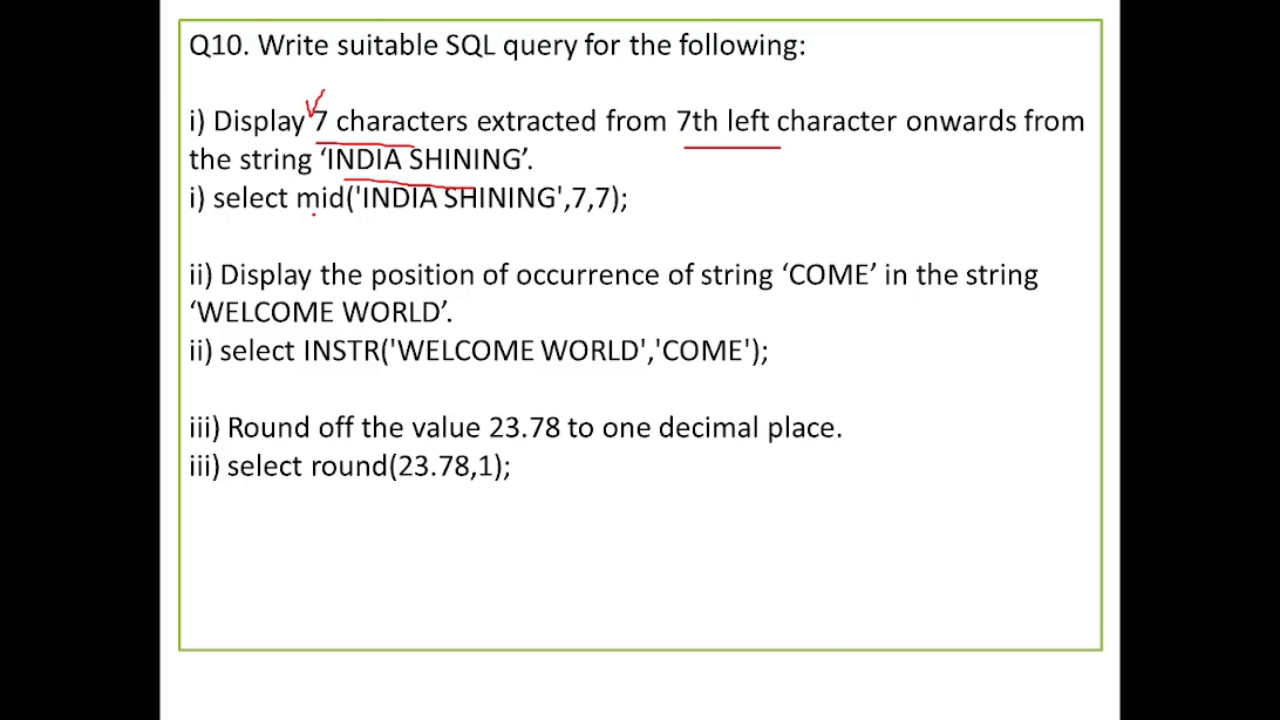 Q10. Write suitable SQL query for the following:
i) Display 7 characters extracted from 7th left character onwards from
the string ‘INDIA SHINING’.
i) select mid('INDIA SHINING',7,7);
ii) Display the position of occurrence of string ‘COME’ in the string
‘WELCOME WORLD’.
ii) select INSTR('WELCOME WORLD','COME');
iii) Round off the value 23.78 to one decimal place.
iii) select round(23.78,1);